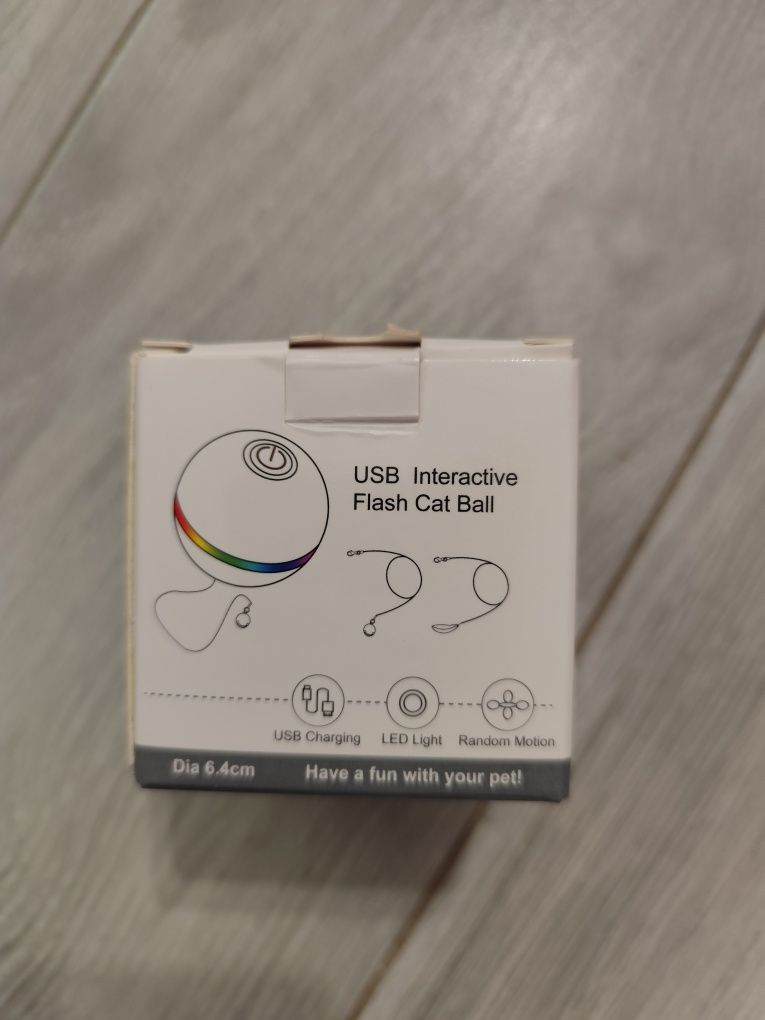 USB Interactive
Flash Cat Ball
USB Charging
LED Light
Random Motion
Dia 6.4cm
Have a fun with your pet!